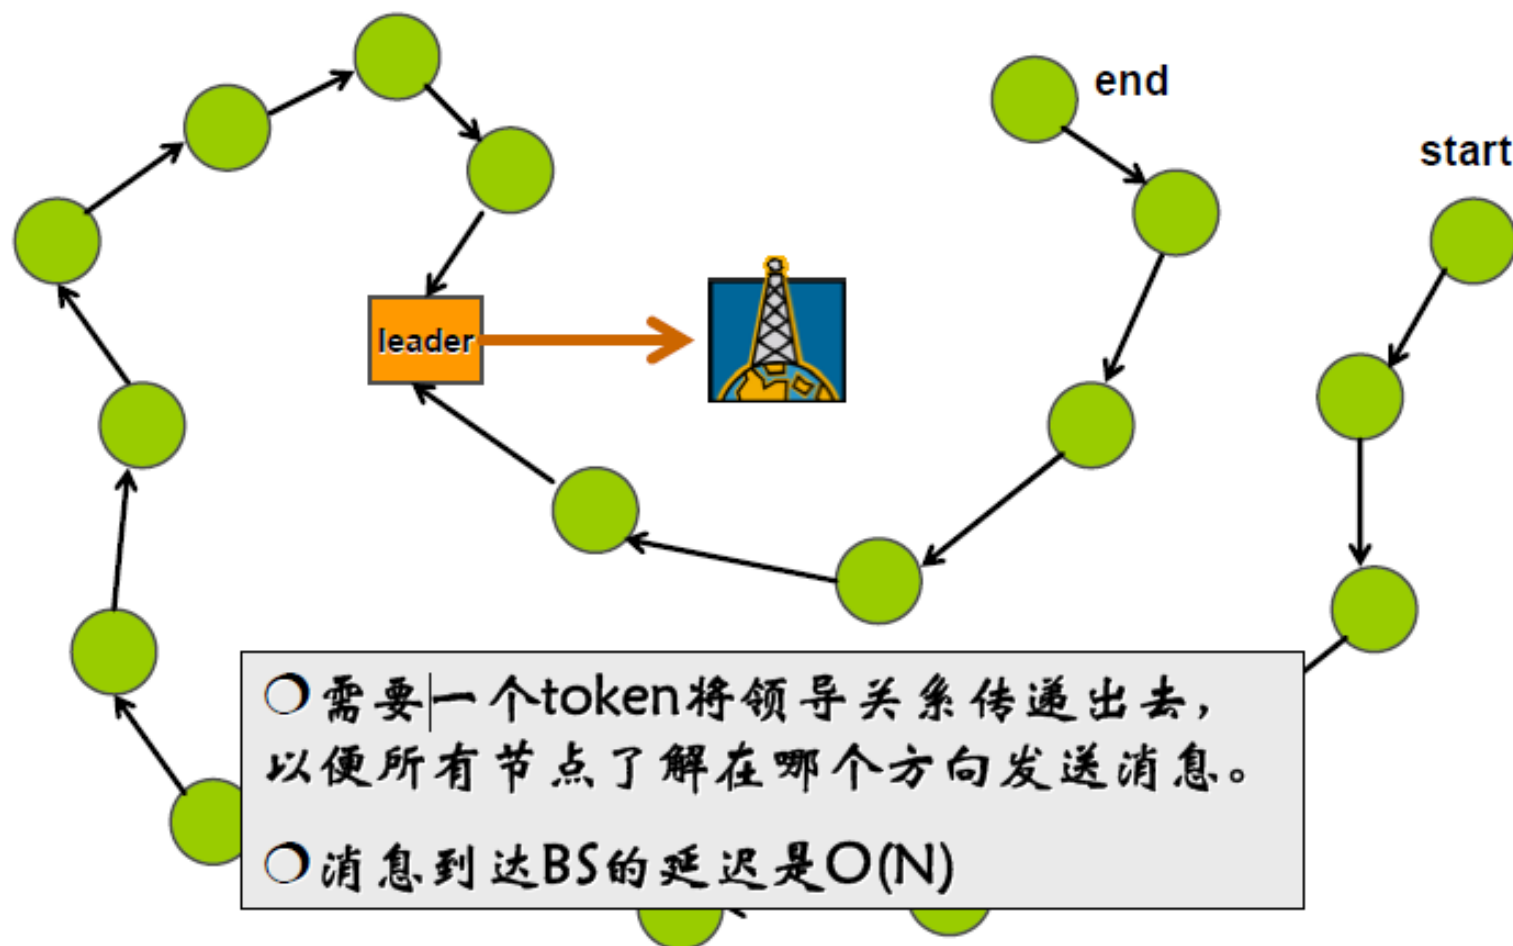 end
start
leader
需要一个token将领导关系传递出去，
以便所有节点了解在哪个方向发送消息。
消息到达BS的延迟是O(N)